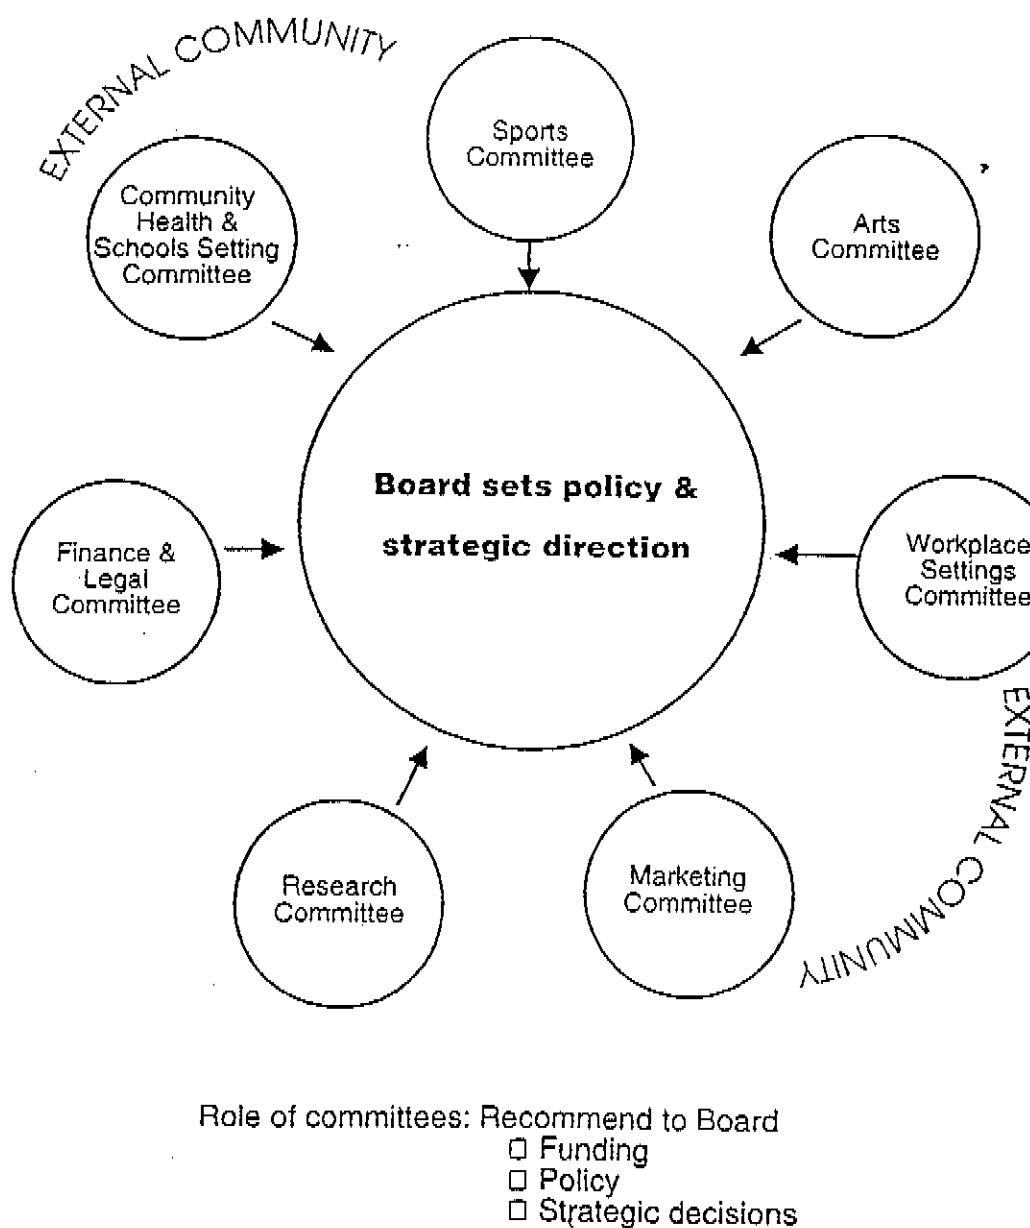 EXTERNAL COMMUNITY
Sports
Committee
Community
Health &
Schools Setting
Committee
Arts
Committee
Board sets policy &
strategic direction
Finance &
Legal
Committee
Workplace
Settings
Committee
EXTERNAL COMMUNITY
Research
Committee
Marketing
Committee
Role of committees: Recommend to Board
☐ Funding
☐ Policy
☐ Strategic decisions